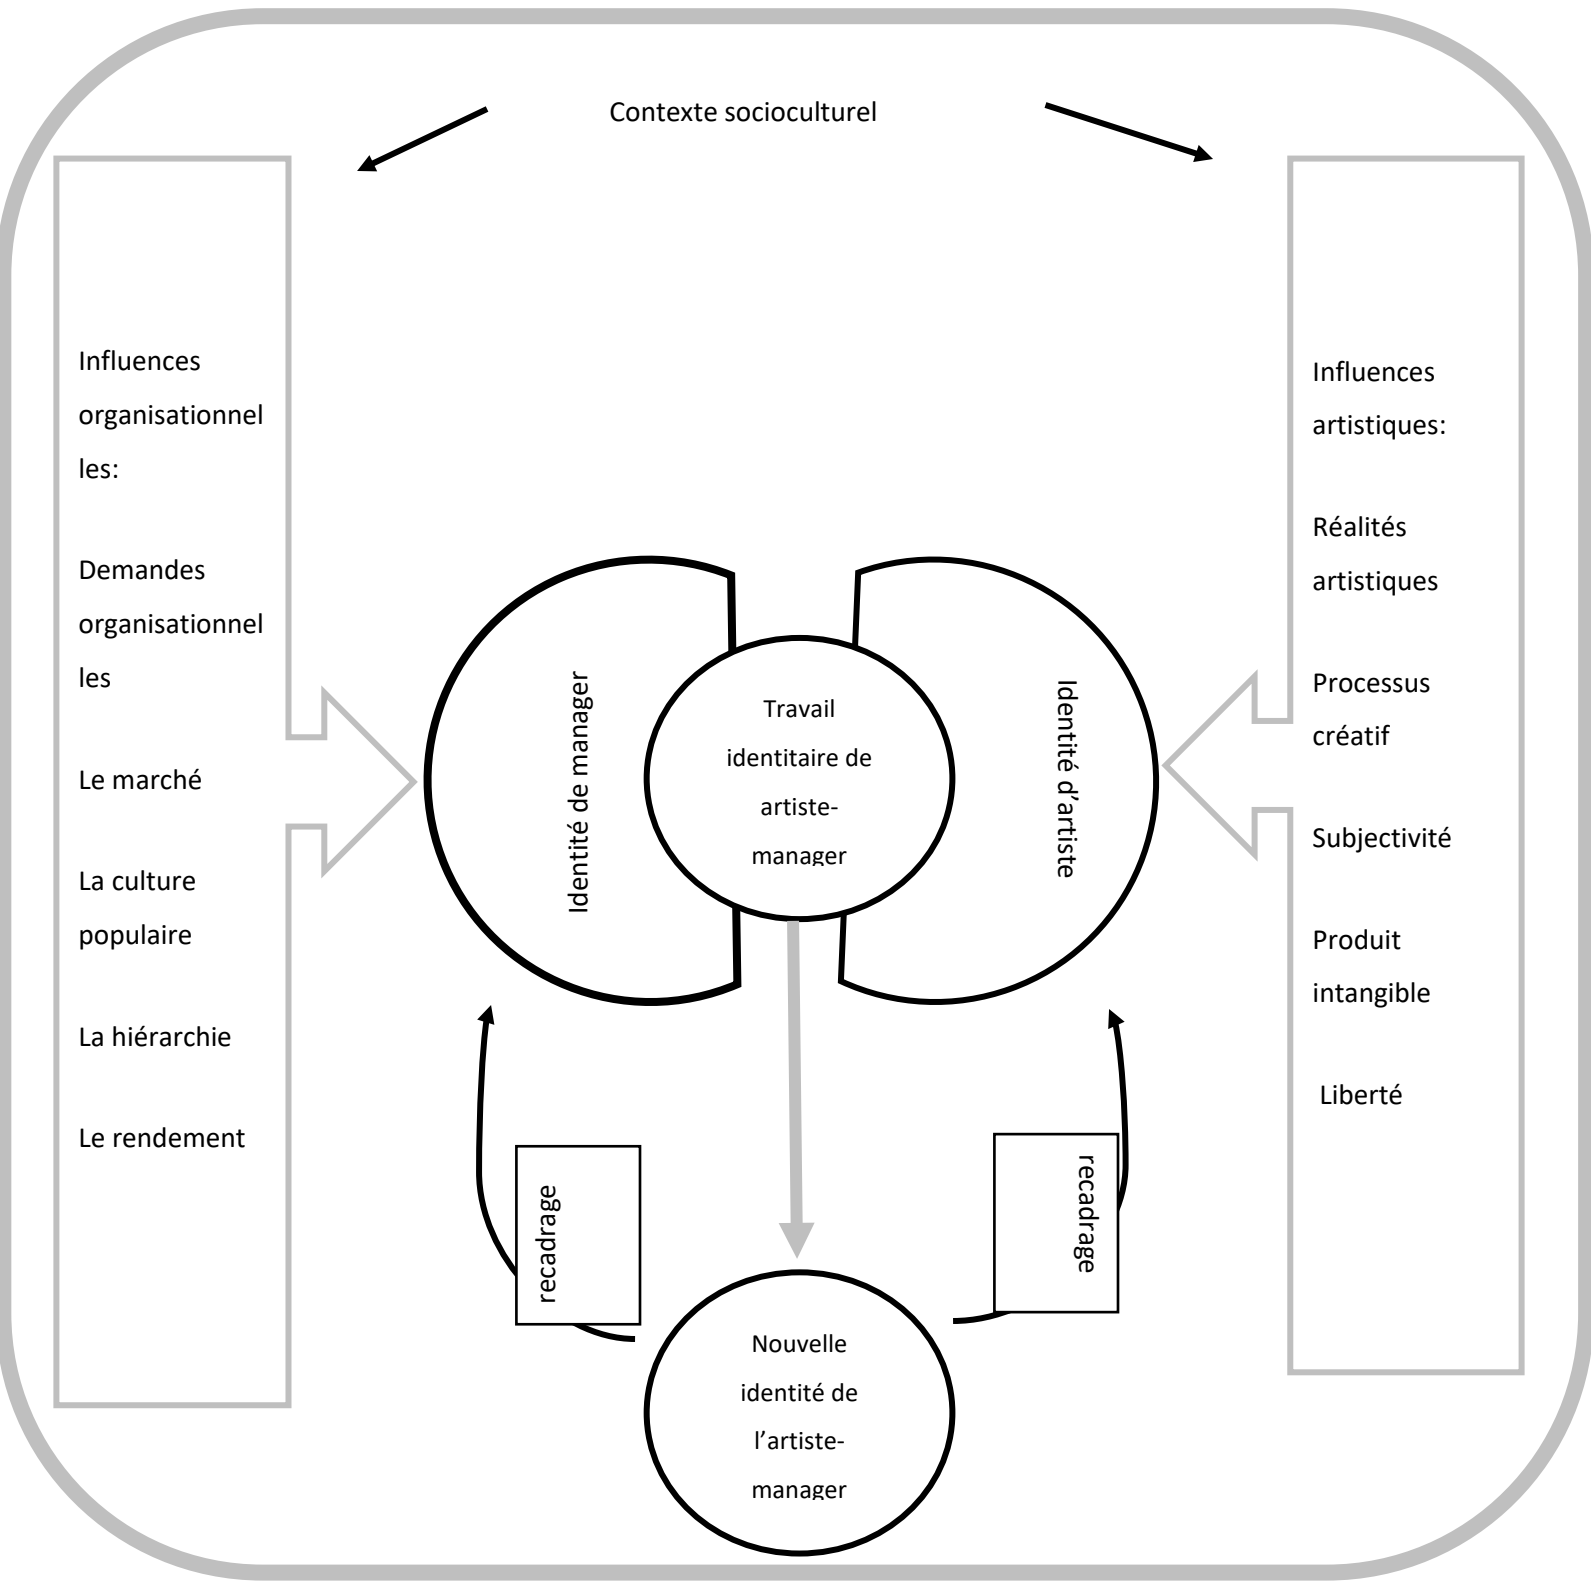 Contexte socioculturel
Influences
organisationnel
les:
Demandes
organisationnel
les
Le marché
La culture
populaire
La hiérarchie
Le rendement
Identité de manager
Travail
identitaire de
artiste-
manager
Identité d'artiste
Influences
artistiques:
Réalités
artistiques
Processus
créatif
Subjectivité
Produit
intangible
Liberté
recadrage
recadrage
Nouvelle
identité de
l'artiste-
manager